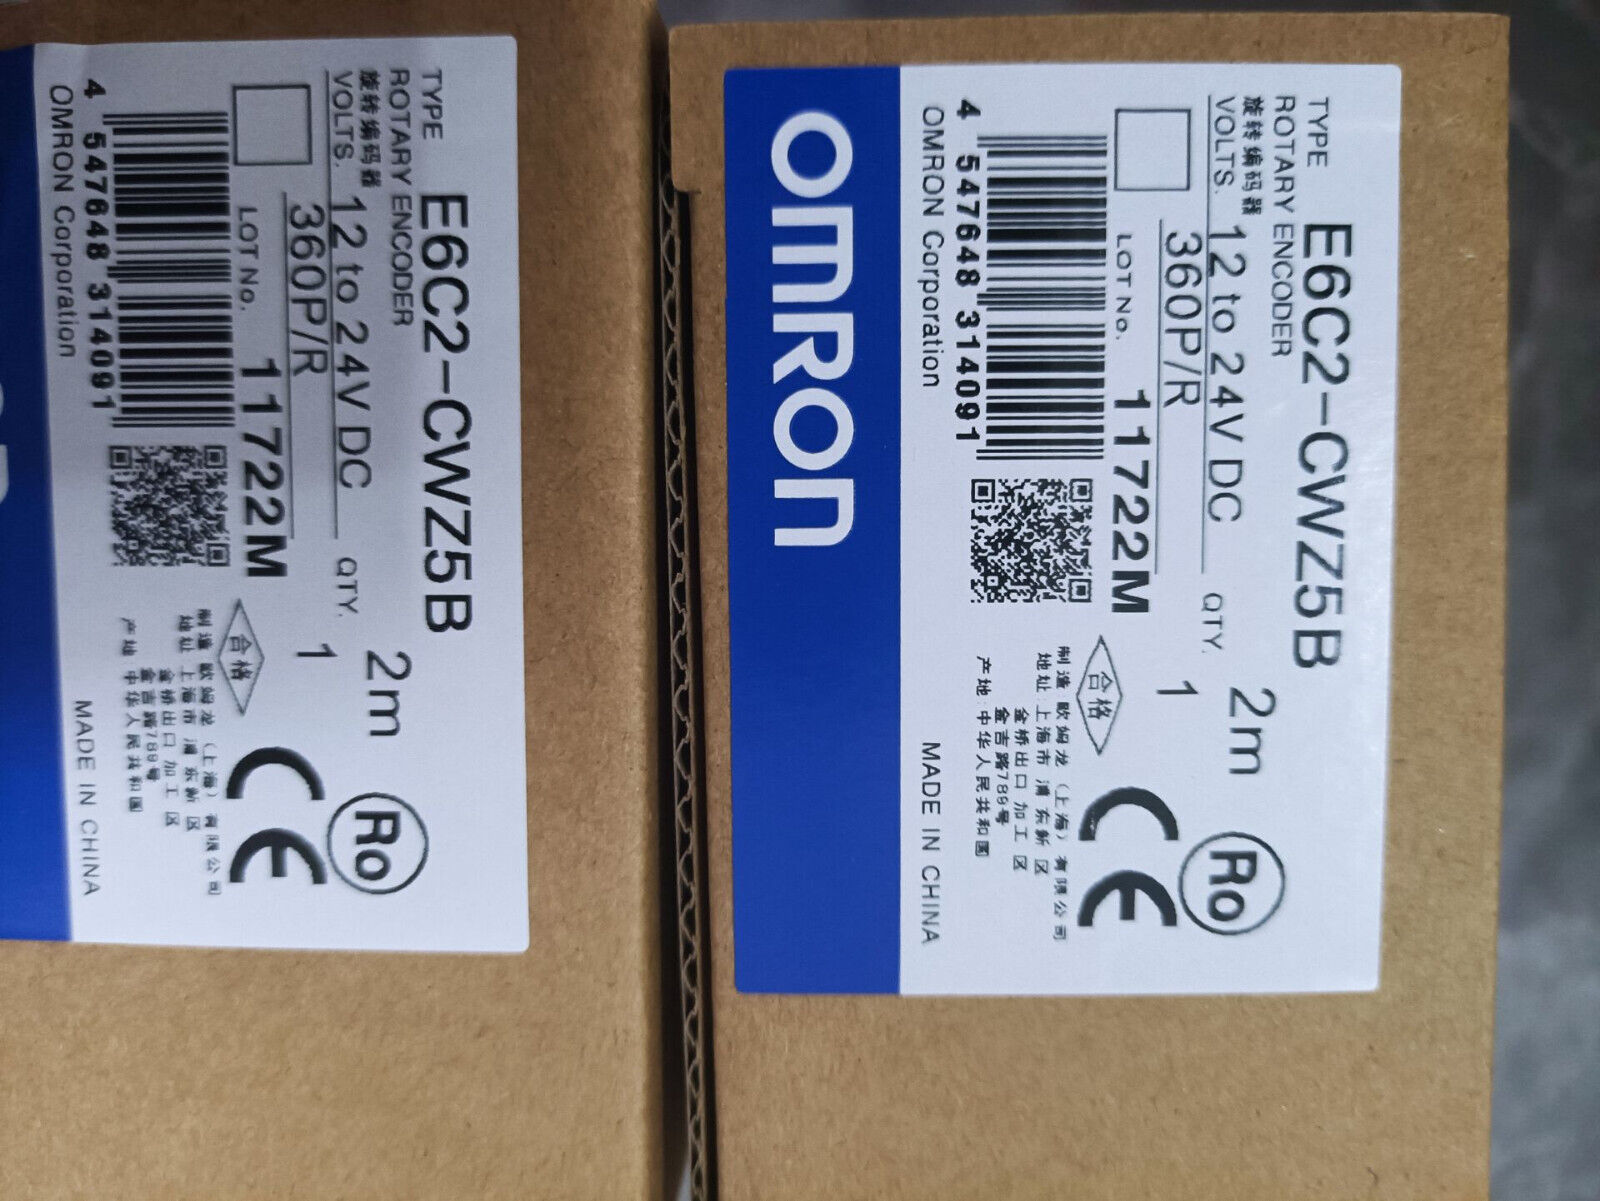 TYPE E6C2-CWZ5B
ROTARY ENCODER
旋转编码器
VOLTS. 12 to 24V DC 2m
360P/R QTY. 1
LOT No. 11722M
合格
CE
Ro
4 547648 314091
OMRON Corporation
制造 欧姆龙（上海）有限公司
地址 上海市浦东新区
金桥出口加工区
金吉路789号
产地 中华人民共和国
MADE IN CHINA
TYPE E6C2-CWZ5B
ROTARY ENCODER
旋转编码器
VOLTS. 12 to 24V DC 2m
360P/R QTY. 1
LOT No. 11722M
合格
CE
Ro
4 547648 314091
OMRON Corporation
制造 欧姆龙（上海）有限公司
地址 上海市浦东新区
金桥出口加工区
金吉路789号
产地 中华人民共和国
MADE IN CHINA
OMRON